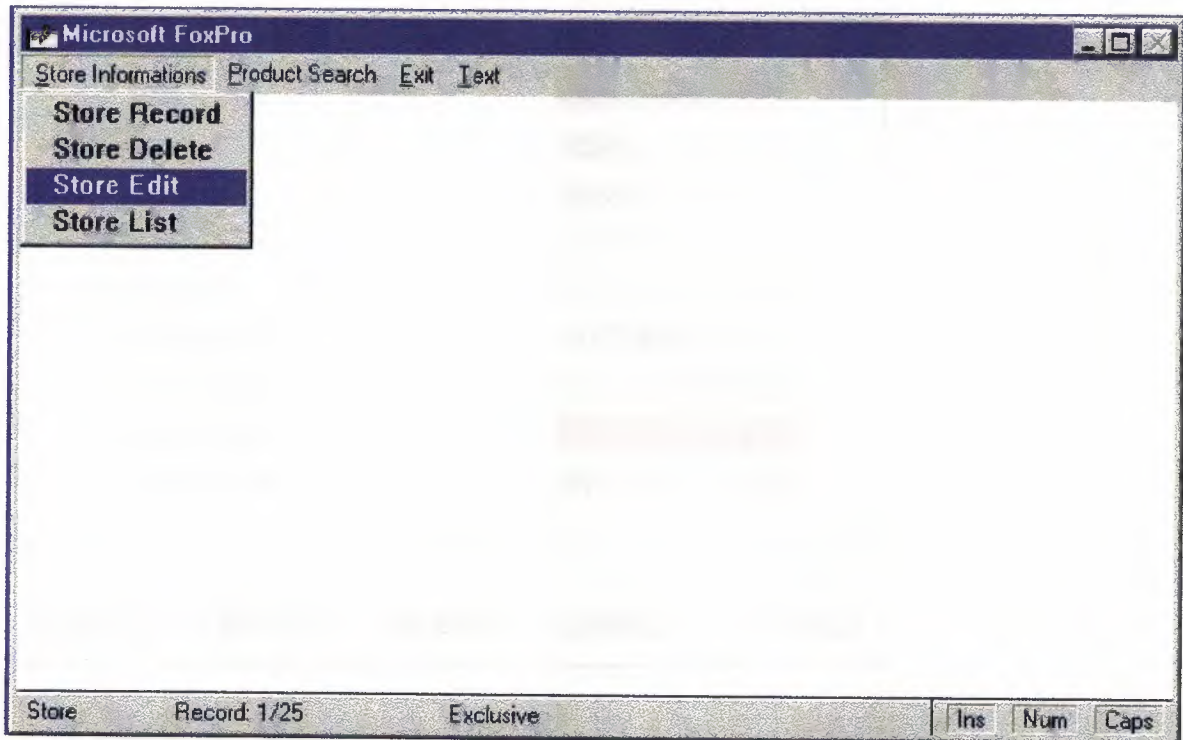 Microsoft FoxPro
Store Informations Product Search Exit Text
Store Record
Store Delete
Store Edit
Store List
Store Record: 1/25 Exclusive Ins Num Caps